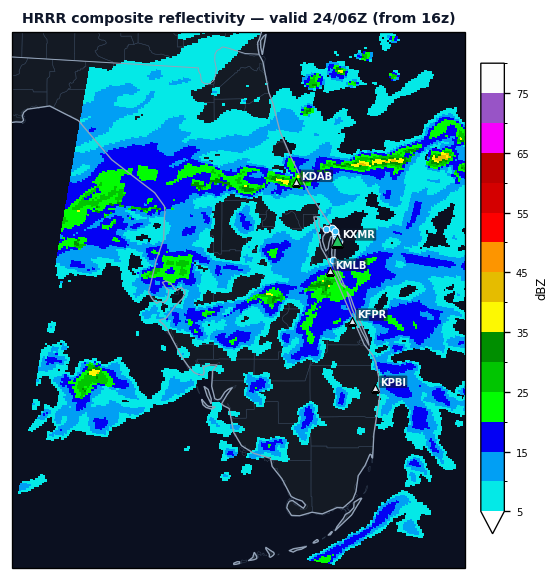 HRRR composite reflectivity — valid 24/06Z (from 16z)
KDAB
KXMR
KMLB
KFPR
KPBI
75
65
55
45
35
25
15
5
dBZ